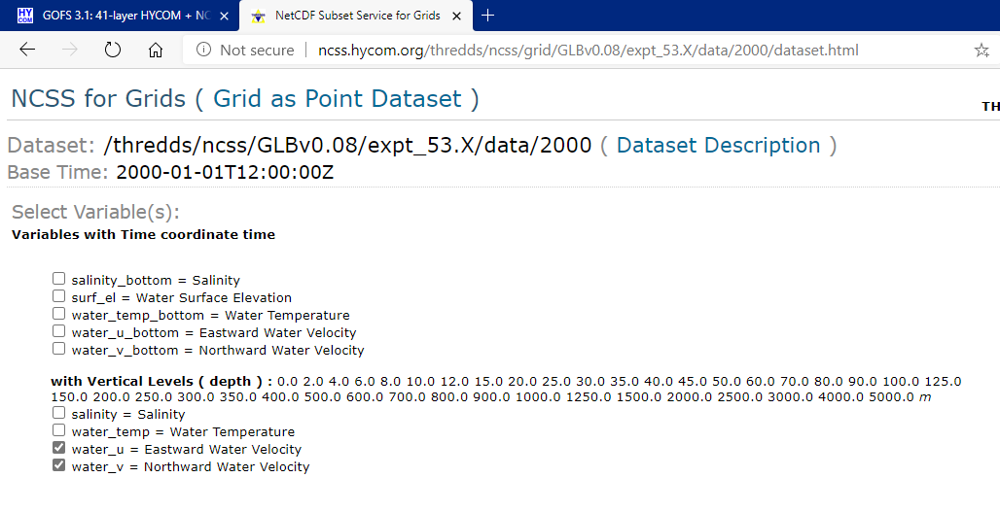 HY COM GOFS 3.1: 41-layer HYCOM + NC
NetCDF Subset Service for Grids
Not secure | ncss.hycom.org/thredds/ncss/grid/GLBv0.08/expt_53.X/data/2000/dataset.html
NCSS for Grids ( Grid as Point Dataset )
TH
Dataset: /thredds/ncss/GLBv0.08/expt_53.X/data/2000 ( Dataset Description )
Base Time: 2000-01-01T12:00:00Z
Select Variable(s):
Variables with Time coordinate time
salinity_bottom = Salinity
surf_el = Water Surface Elevation
water_temp_bottom = Water Temperature
water_u_bottom = Eastward Water Velocity
water_v_bottom = Northward Water Velocity
with Vertical Levels ( depth ) : 0.0 2.0 4.0 6.0 8.0 10.0 12.0 15.0 20.0 25.0 30.0 35.0 40.0 45.0 50.0 60.0 70.0 80.0 90.0 100.0 125.0
150.0 200.0 250.0 300.0 350.0 400.0 500.0 600.0 700.0 800.0 900.0 1000.0 1250.0 1500.0 2000.0 2500.0 3000.0 4000.0 5000.0 m
salinity = Salinity
water_temp = Water Temperature
water_u = Eastward Water Velocity
water_v = Northward Water Velocity